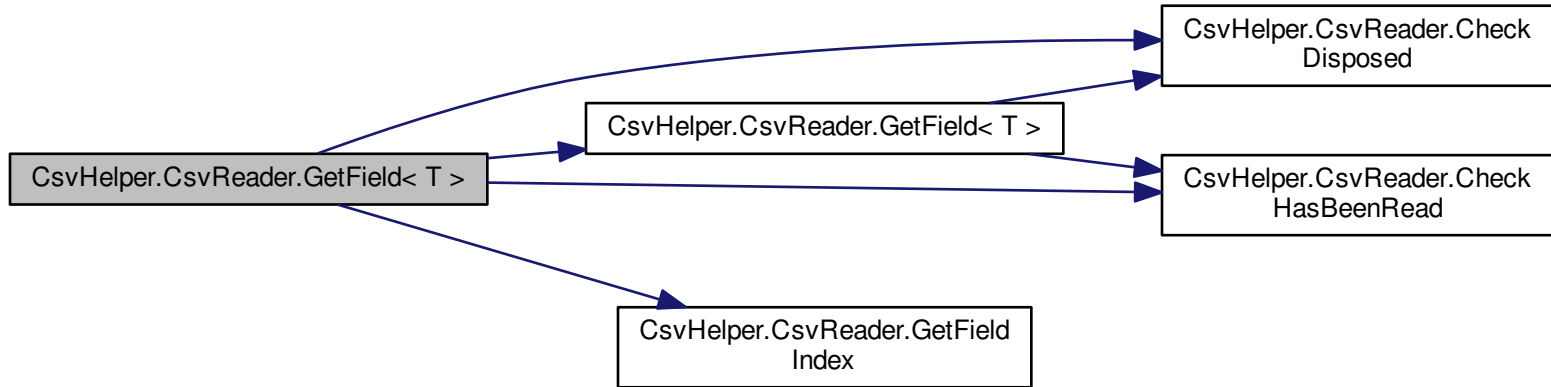 CsvHelper.CsvReader.GetField< T >
CsvHelper.CsvReader.GetField< T >
CsvHelper.CsvReader.Check
Disposed
CsvHelper.CsvReader.Check
HasBeenRead
CsvHelper.CsvReader.GetField
Index